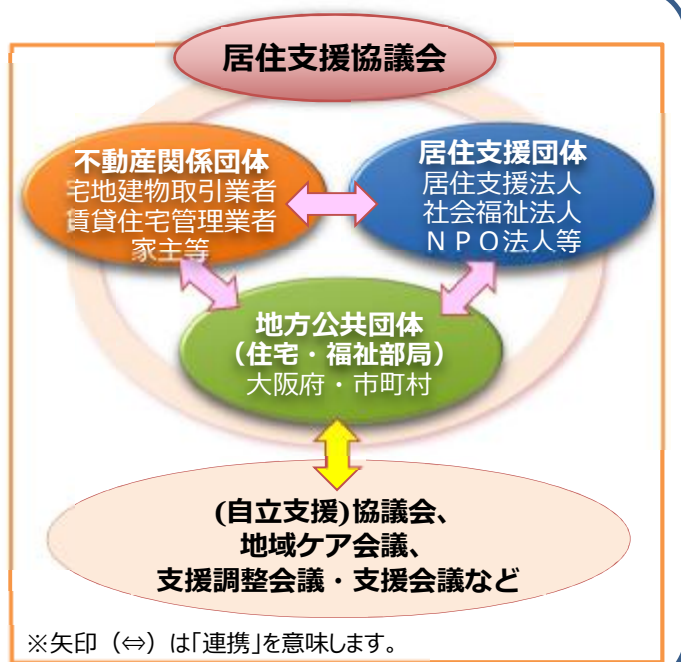 居住支援協議会
不動産関係団体
宅地建物取引業者
賃貸住宅管理業者
家主等
居住支援団体
居住支援法人
社会福祉法人
ＮＰＯ法人等
地方公共団体
（住宅・福祉部局）
大阪府・市町村
(自立支援)協議会、
地域ケア会議、
支援調整会議・支援会議など
※矢印（⇔）は「連携」を意味します。